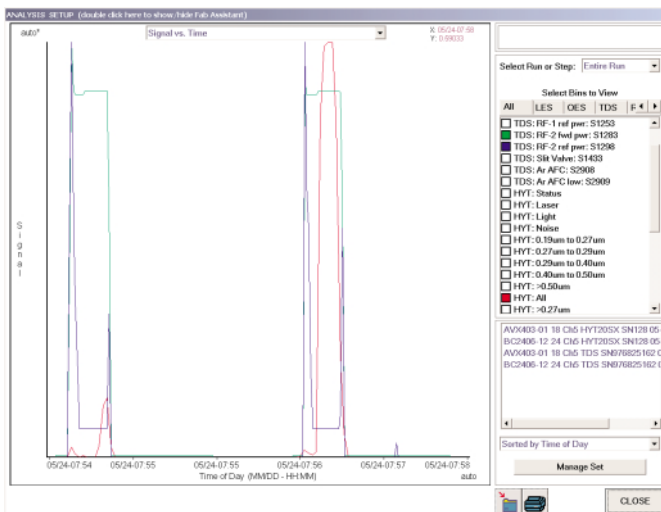 ANALYSIS SETUP (double click here to show/hide Fab Assistant)
auto*
Signal vs. Time
X: 05/24-07:58
Y: 0.69033
Signal
05/24-07:54
05/24-07:55
05/24-07:55
05/24-07:56
05/24-07:57
05/24-07:58
Time of Day (MM/DD - HH:MM)
auto
Select Run or Step:
Entire Run
Select Bins to View
All
LES
OES
TDS
F
TDS: RF-1 ref pwr: S1253
TDS: RF-2 fwd pwr: S1283
TDS: RF-2 ref pwr: S1298
TDS: Slit Valve: S1433
TDS: Ar AFC: S2908
TDS: Ar AFC low: S2909
HYT: Status
HYT: Laser
HYT: Light
HYT: Noise
HYT: 0.19um to 0.27um
HYT: 0.27um to 0.29um
HYT: 0.29um to 0.40um
HYT: 0.40um to 0.50um
HYT: >0.50um
HYT: All
HYT: >0.27um
AVX403-01 18 Ch5 HYT20SX SN128 05
BC2406-12 24 Ch5 HYT20SX SN128 05
AVX403-01 18 Ch5 TDS SN976825162 0
BC2406-12 24 Ch5 TDS SN976825162 0
Sorted by Time of Day
Manage Set
CLOSE